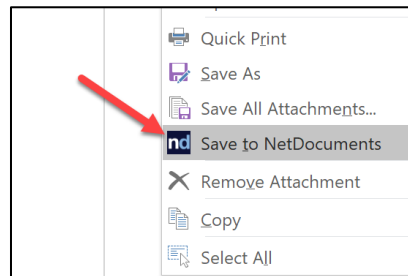 Quick Print
Save As
Save All Attachments...
nd Save to NetDocuments
Remove Attachment
Copy
Select All